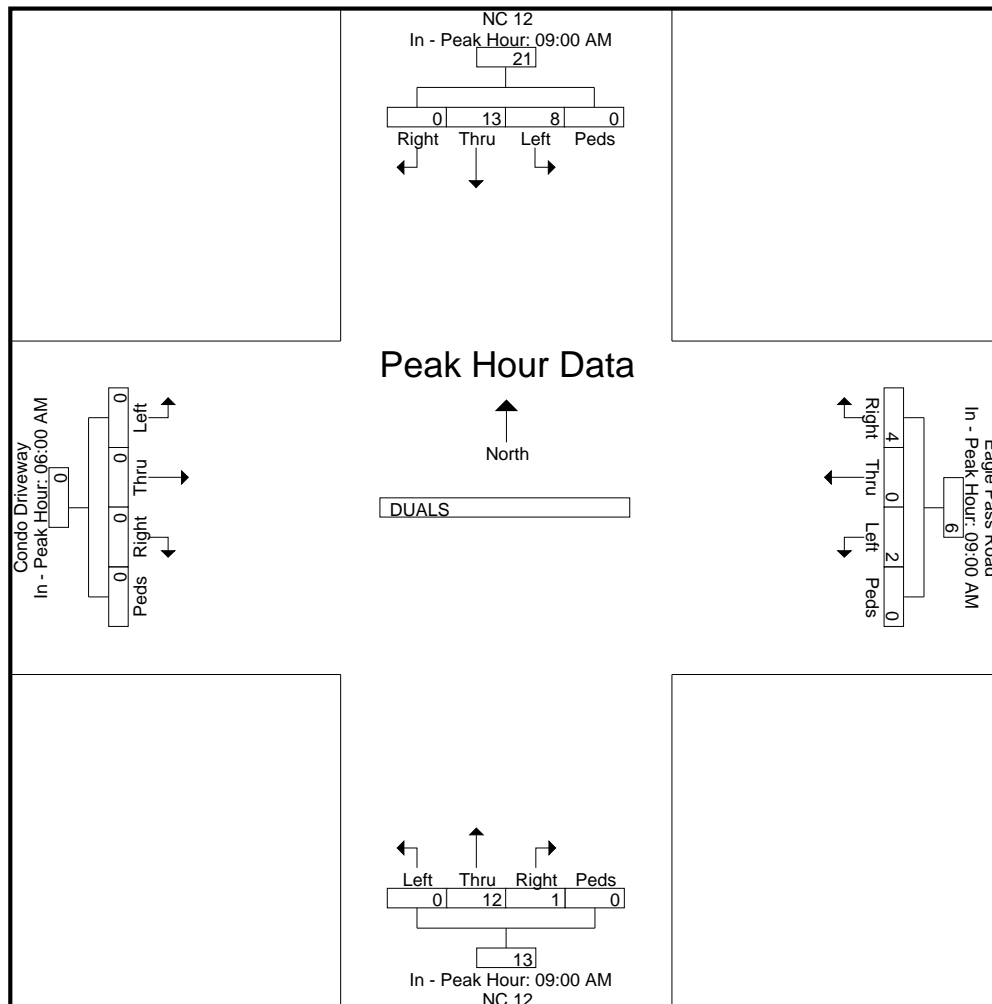 NC 12
In - Peak Hour: 09:00 AM
21
0 13 8 0
Right Thru Left Peds
Peak Hour Data
North
DUALS
Condo Driveway
In - Peak Hour: 06:00 AM
0
0 0 0 0
Left Thru Right Peds
Eagle Pass Road
In - Peak Hour: 09:00 AM
6
4 0 2 0
Right Thru Left Peds
Left Thru Right Peds
0 12 1 0
13
In - Peak Hour: 09:00 AM
NC 12